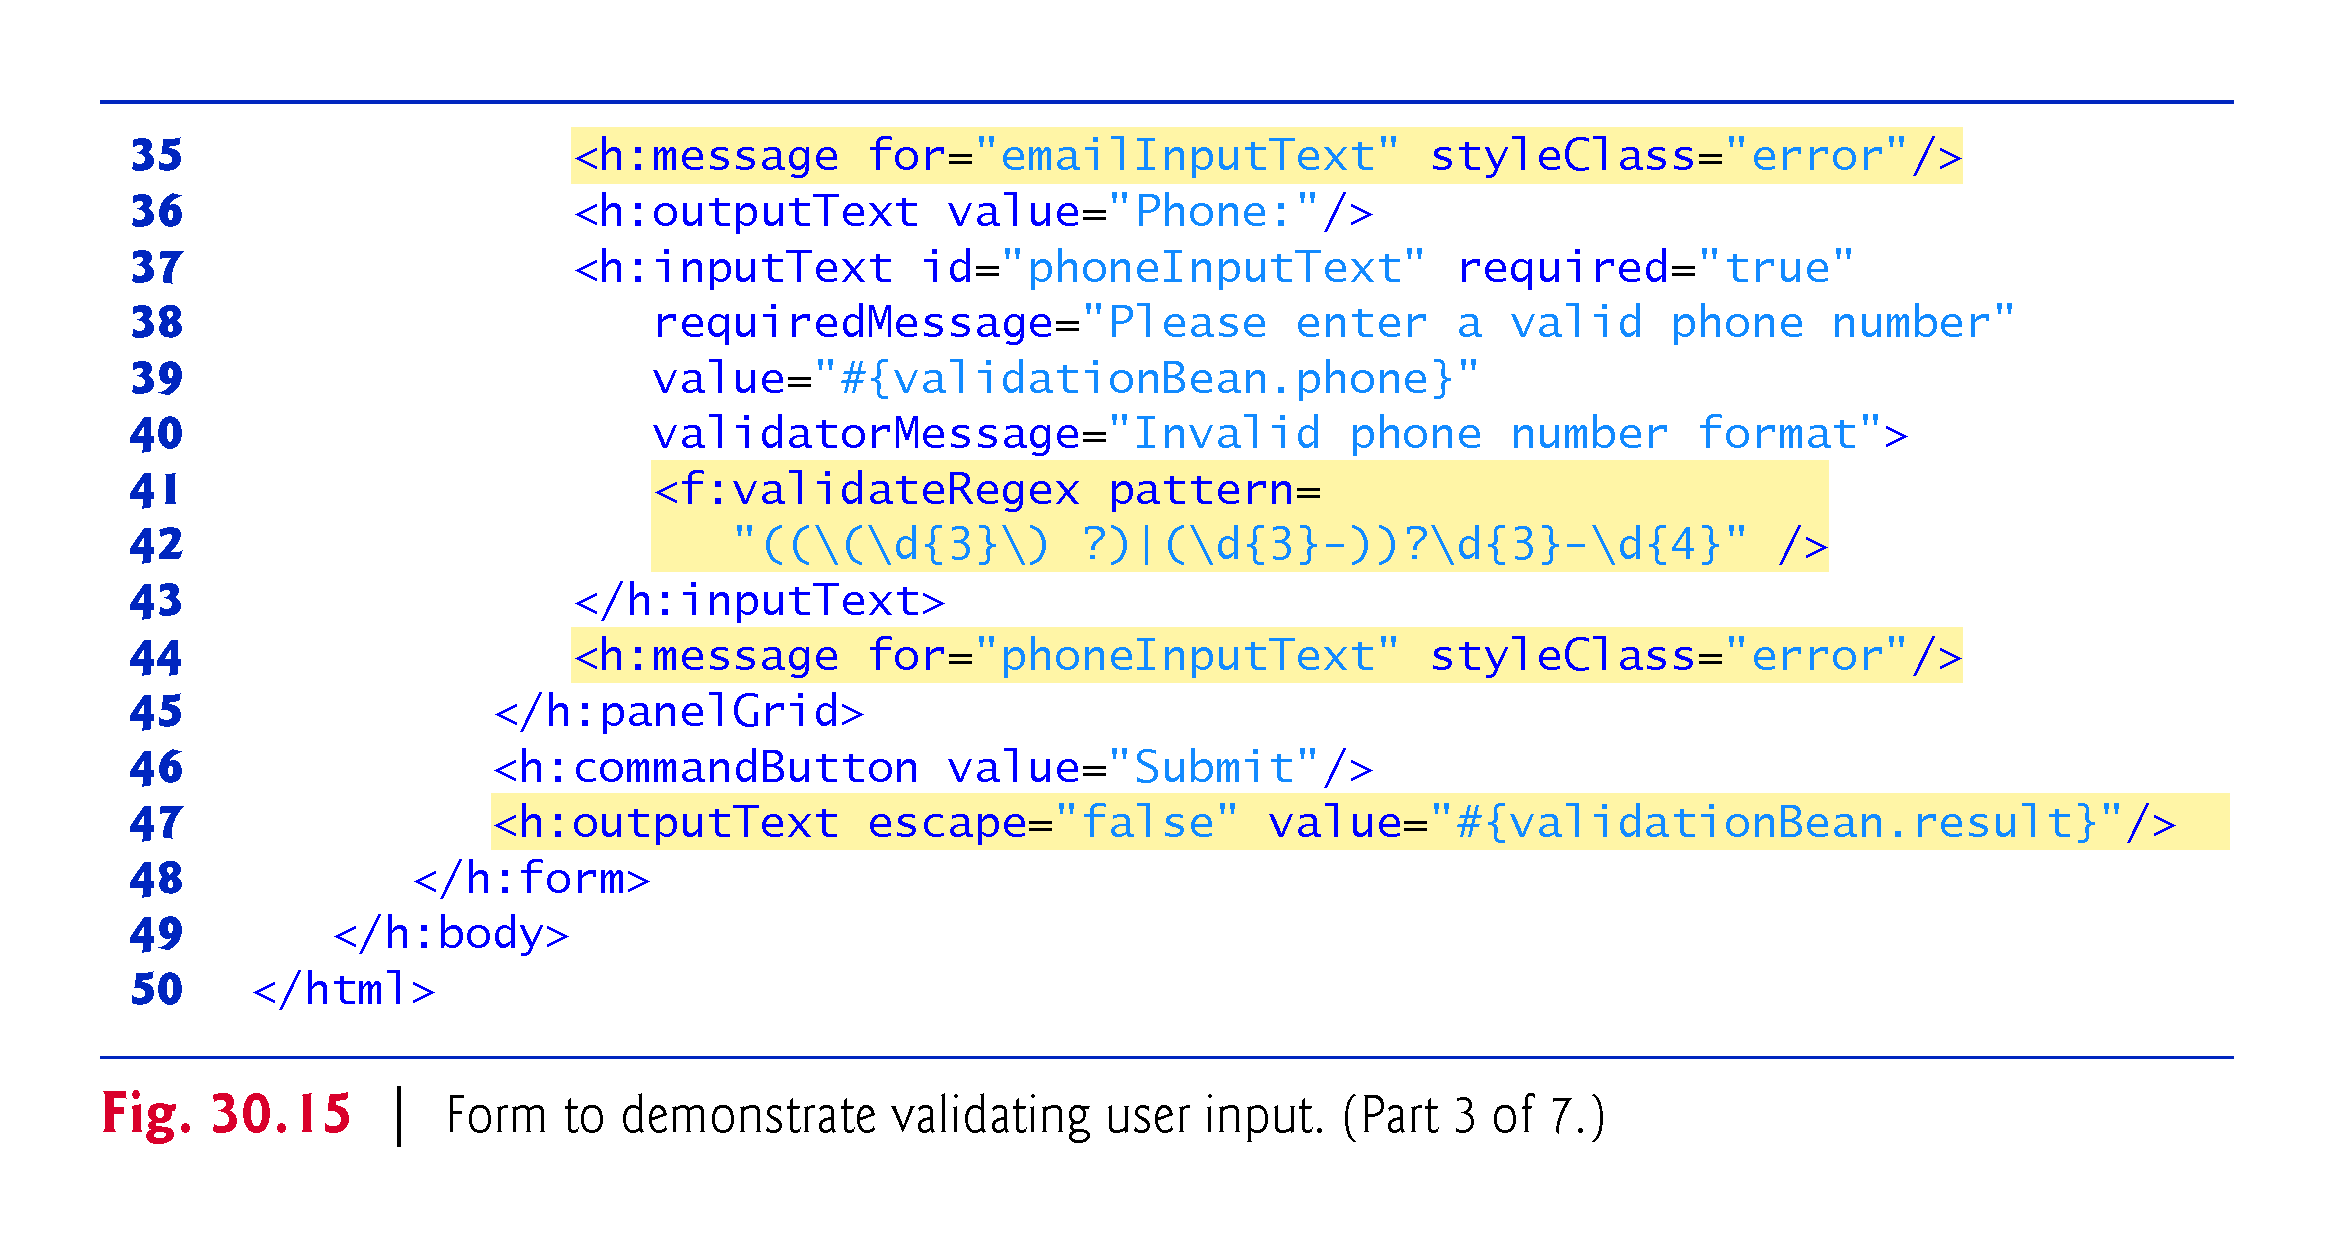 35 <h:message for="emailInputText" styleClass="error"/>
36 <h:outputText value="Phone:"/>
37 <h:inputText id="phoneInputText" required="true"
38 requiredMessage="Please enter a valid phone number"
39 value="#{validationBean.phone}"
40 validatorMessage="Invalid phone number format">
41 <f:validateRegex pattern=
42 "((\(\d{3}\) ?)|(\d{3}-))?\d{3}-\d{4}" />
43 </h:inputText>
44 <h:message for="phoneInputText" styleClass="error"/>
45 </h:panelGrid>
46 <h:commandButton value="Submit"/>
47 <h:outputText escape="false" value="#{validationBean.result}"/>
48 </h:form>
49 </h:body>
50 </html>
Fig. 30.15 | Form to demonstrate validating user input. (Part 3 of 7.)